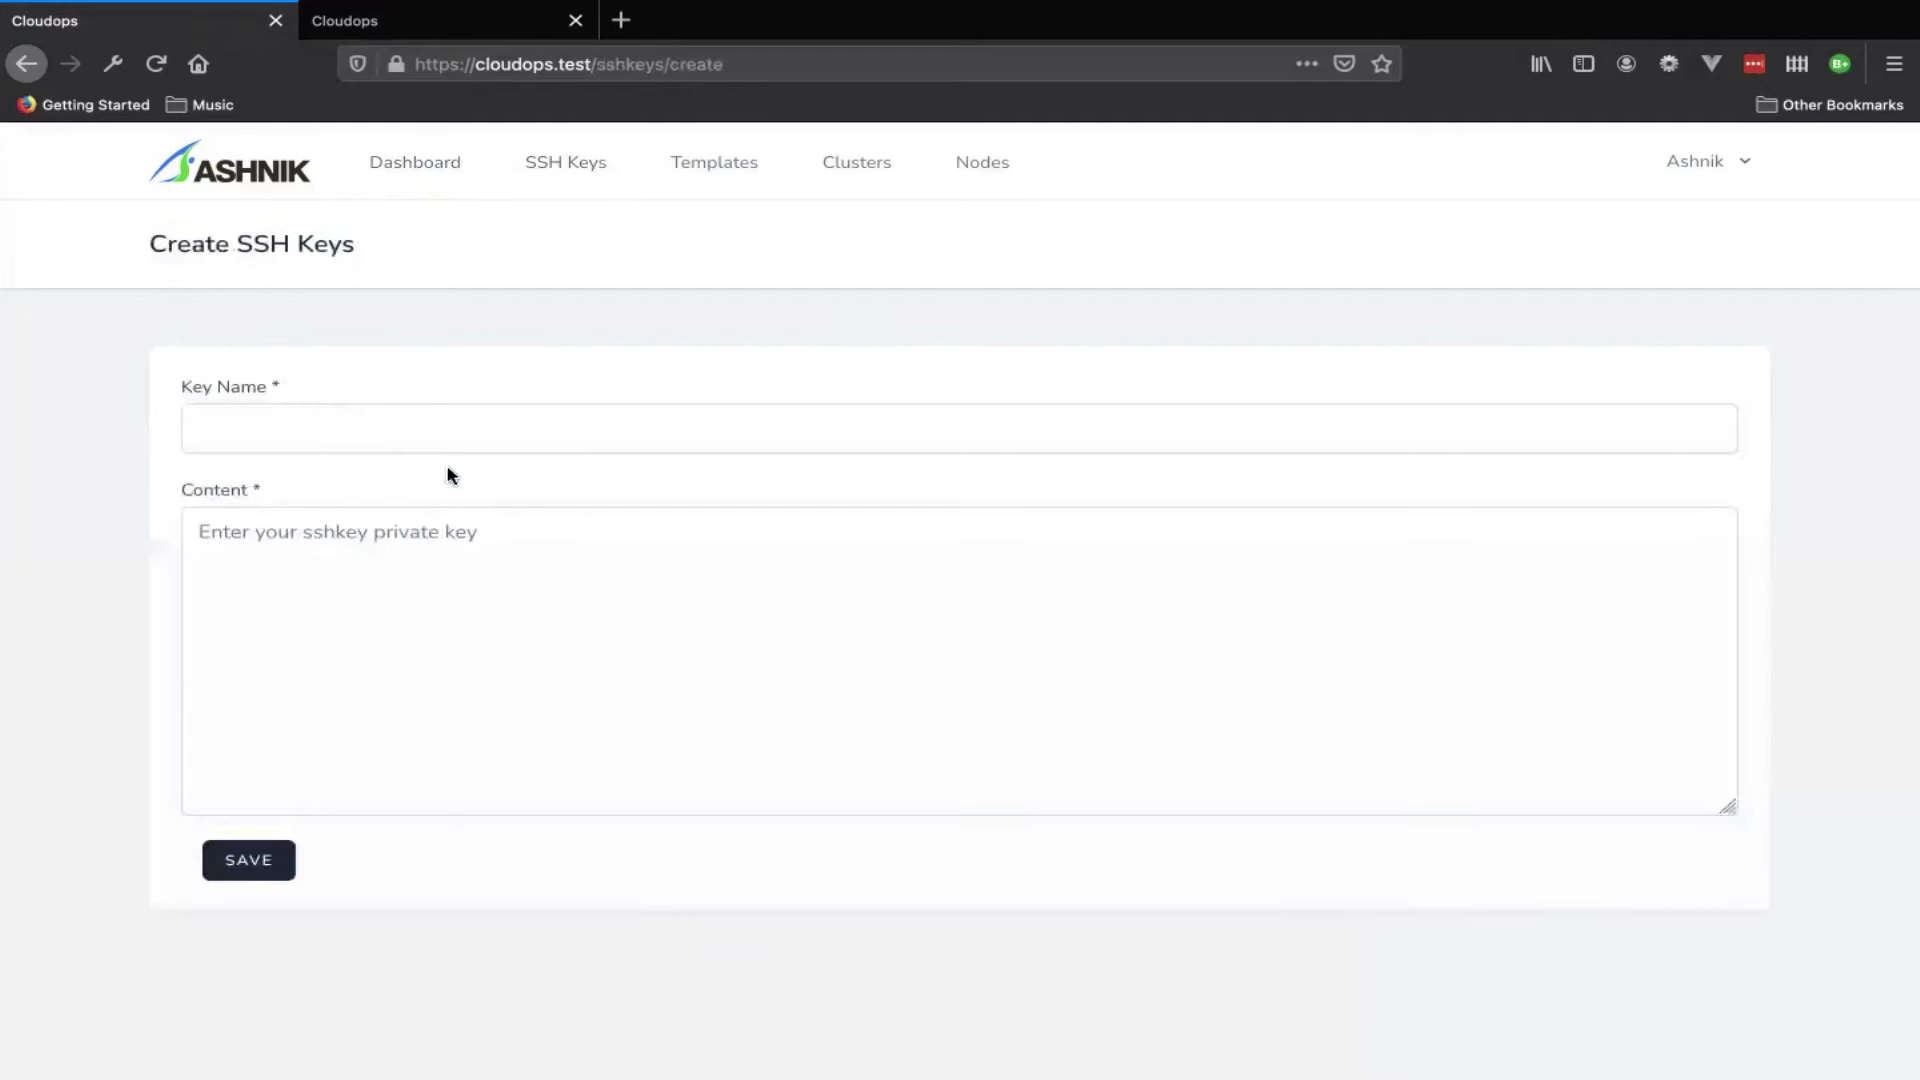 Cloudops
Cloudops
https://cloudops.test/sshkeys/create
Getting Started
Music
Other Bookmarks
ASHNIK
Dashboard
SSH Keys
Templates
Clusters
Nodes
Ashnik
Create SSH Keys
Key Name *
Content *
Enter your sshkey private key
SAVE